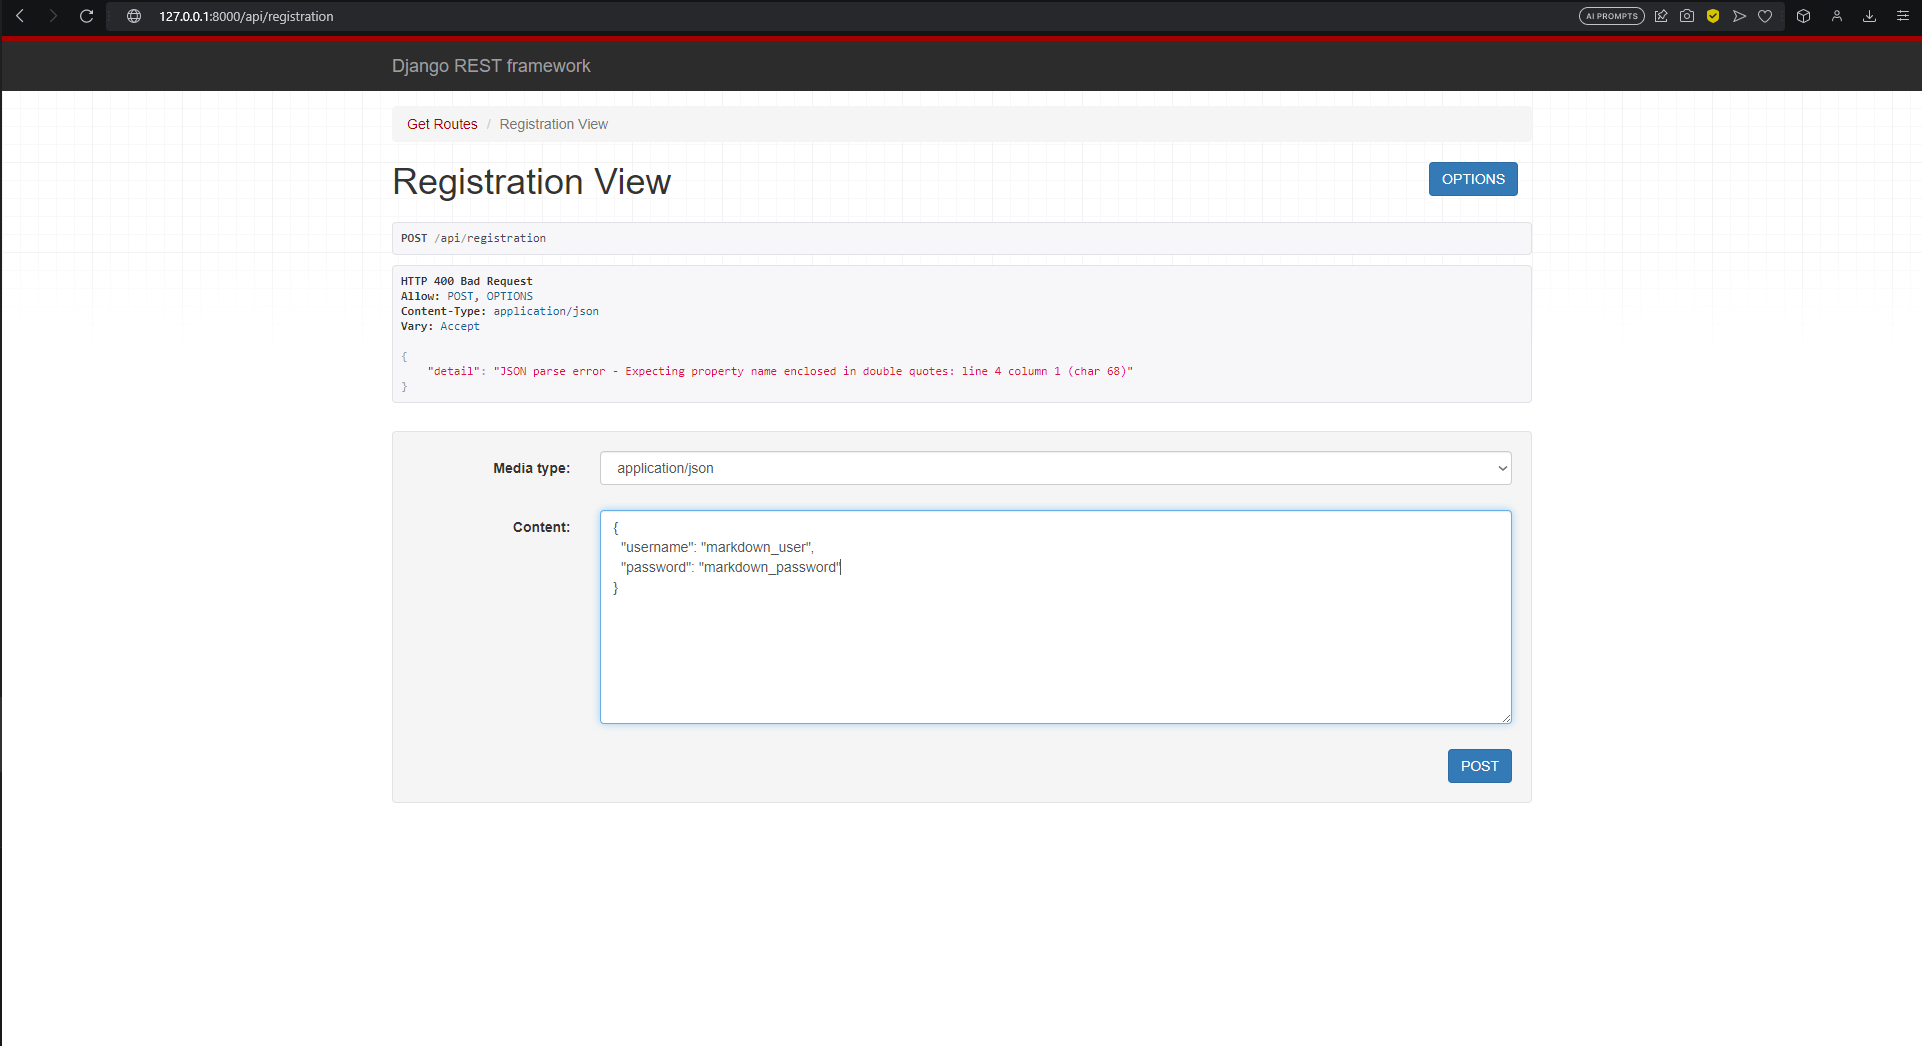 127.0.0.1:8000/api/registration
AI PROMPTS
Django REST framework
Get Routes / Registration View
Registration View
OPTIONS
POST /api/registration
HTTP 400 Bad Request
Allow: POST, OPTIONS
Content-Type: application/json
Vary: Accept
{
    "detail": "JSON parse error - Expecting property name enclosed in double quotes: line 4 column 1 (char 68)"
}
Media type:
application/json
Content:
{
  "username": "markdown_user",
  "password": "markdown_password"
}
POST